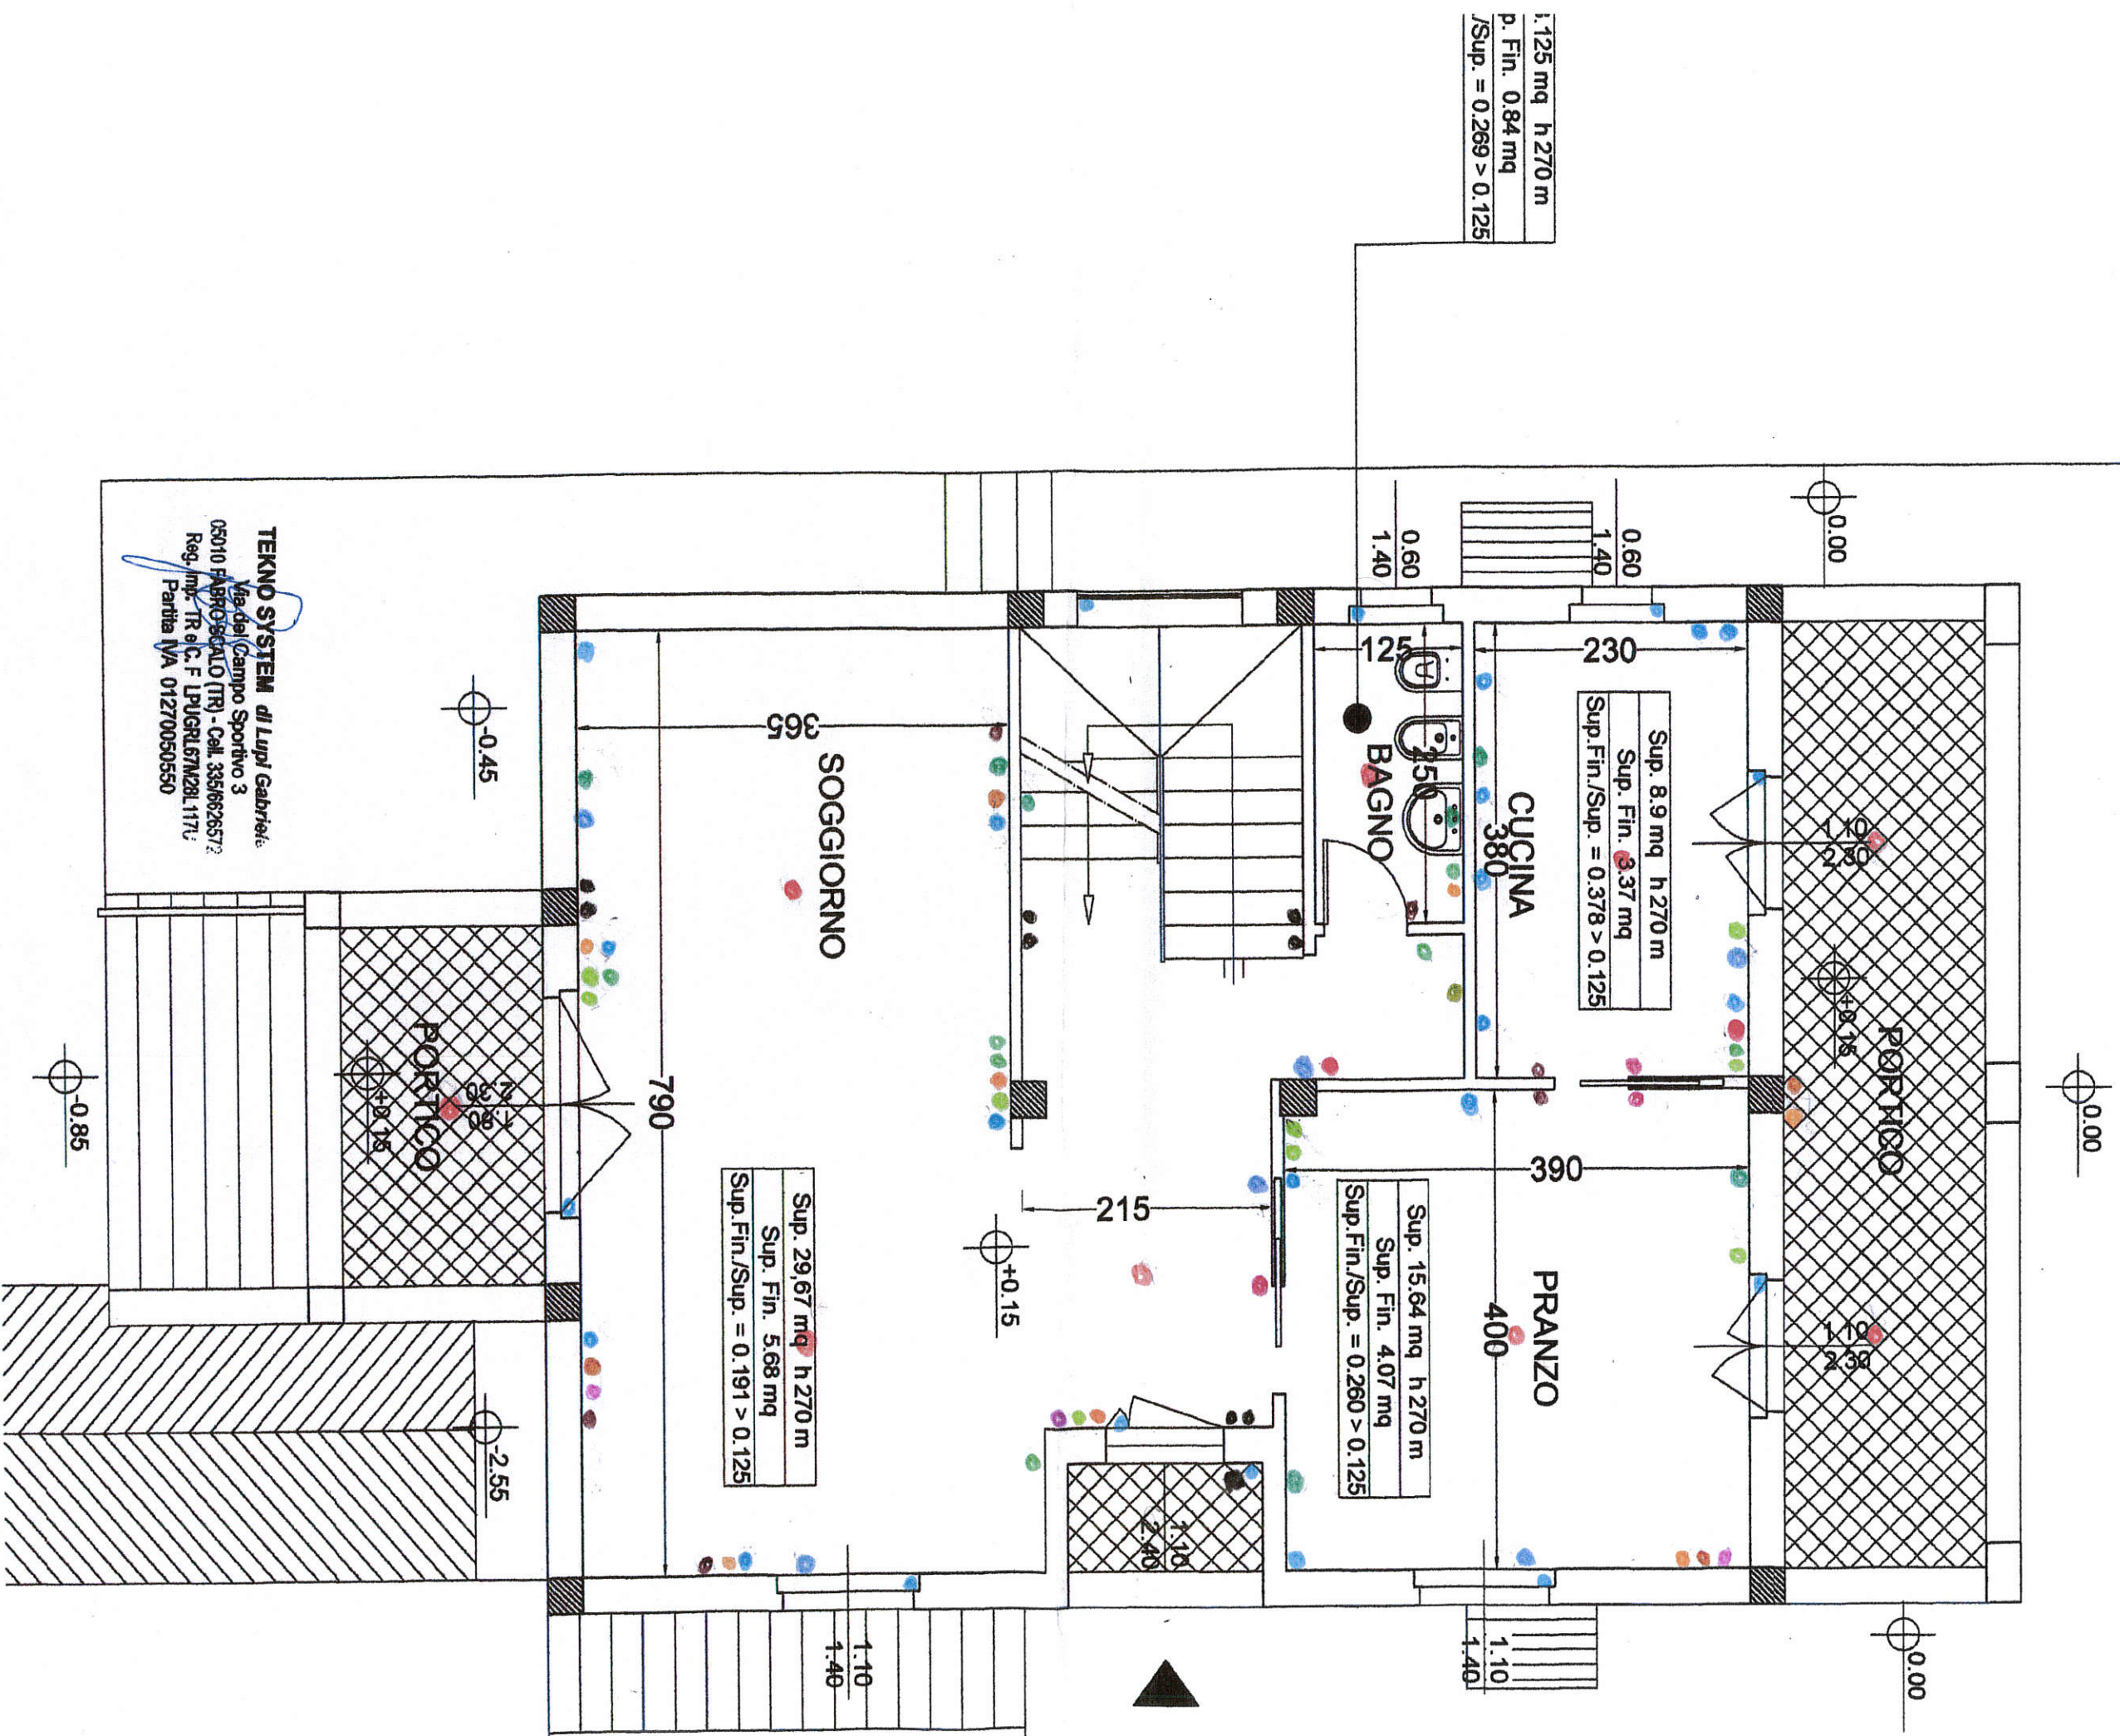 .125 mq h 270 m
p. Fin. 0.84 mq
./Sup. = 0.269 > 0.125
0.00
+0.15
PORTICO
0.00
0.00
1.10
2.30
1.10
2.30
0.60
1.40
0.60
1.40
230
Sup. 8.9 mq h 270 m
Sup. Fin. 3.37 mq
Sup.Fin./Sup. = 0.378 > 0.125
CUCINA
380
125
250
BAGNO
390
PRANZO
400
Sup. 15.64 mq h 270 m
Sup. Fin. 4.07 mq
Sup.Fin./Sup. = 0.260 > 0.125
1.10
1.40
215
+0.15
1.10
2.40
365
SOGGIORNO
Sup. 29,67 mq h 270 m
Sup. Fin. 5.68 mq
Sup.Fin./Sup. = 0.191 > 0.125
790
1.10
1.40
-0.45
PORTICO
+0.15
2.30
-2.55
-0.85
TEKNO SYSTEM di Lupi Gabriele
Via del Campo Sportivo 3
05010 FABRO SCALO (TR) - Cell. 335/6626572
Reg. Imp. TR e C. F LPUGRL67M28L117U
Partita IVA 01270050550